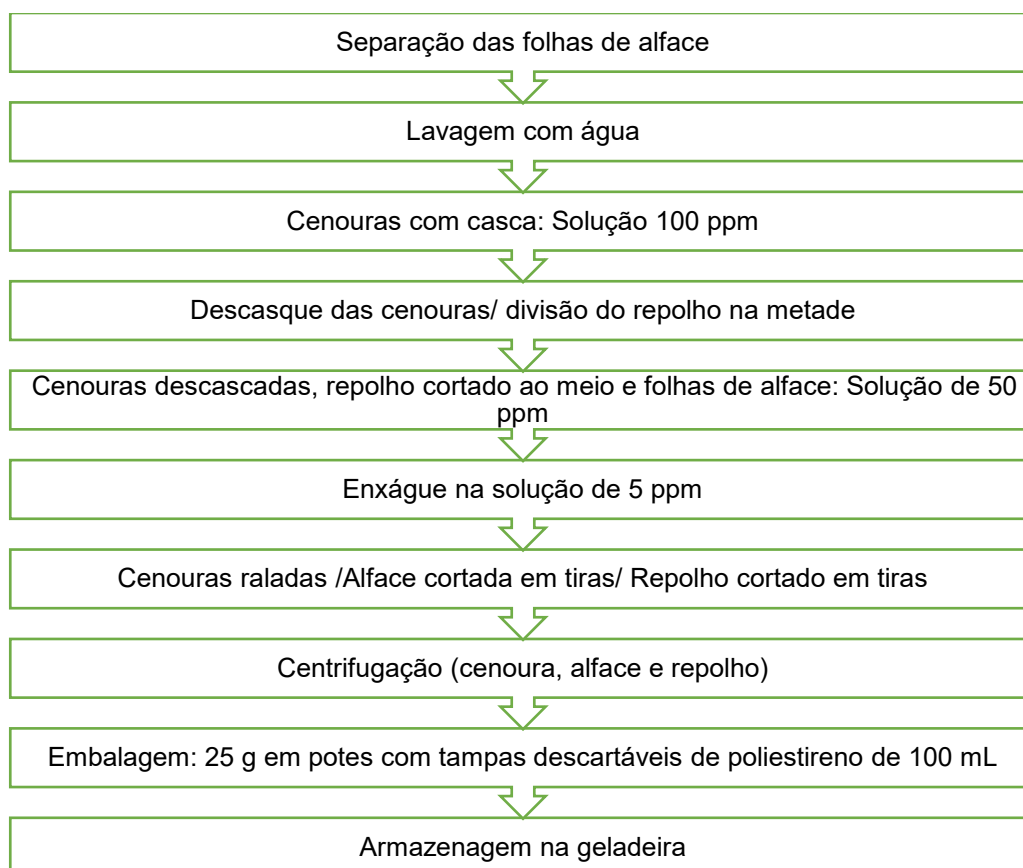 Separação das folhas de alface
Lavagem com água
Cenouras com casca: Solução 100 ppm
Descasque das cenouras/ divisão do repolho na metade
Cenouras descascadas, repolho cortado ao meio e folhas de alface: Solução de 50
ppm
Enxágue na solução de 5 ppm
Cenouras raladas /Alface cortada em tiras/ Repolho cortado em tiras
Centrifugação (cenoura, alface e repolho)
Embalagem: 25 g em potes com tampas descartáveis de poliestireno de 100 mL
Armazenagem na geladeira